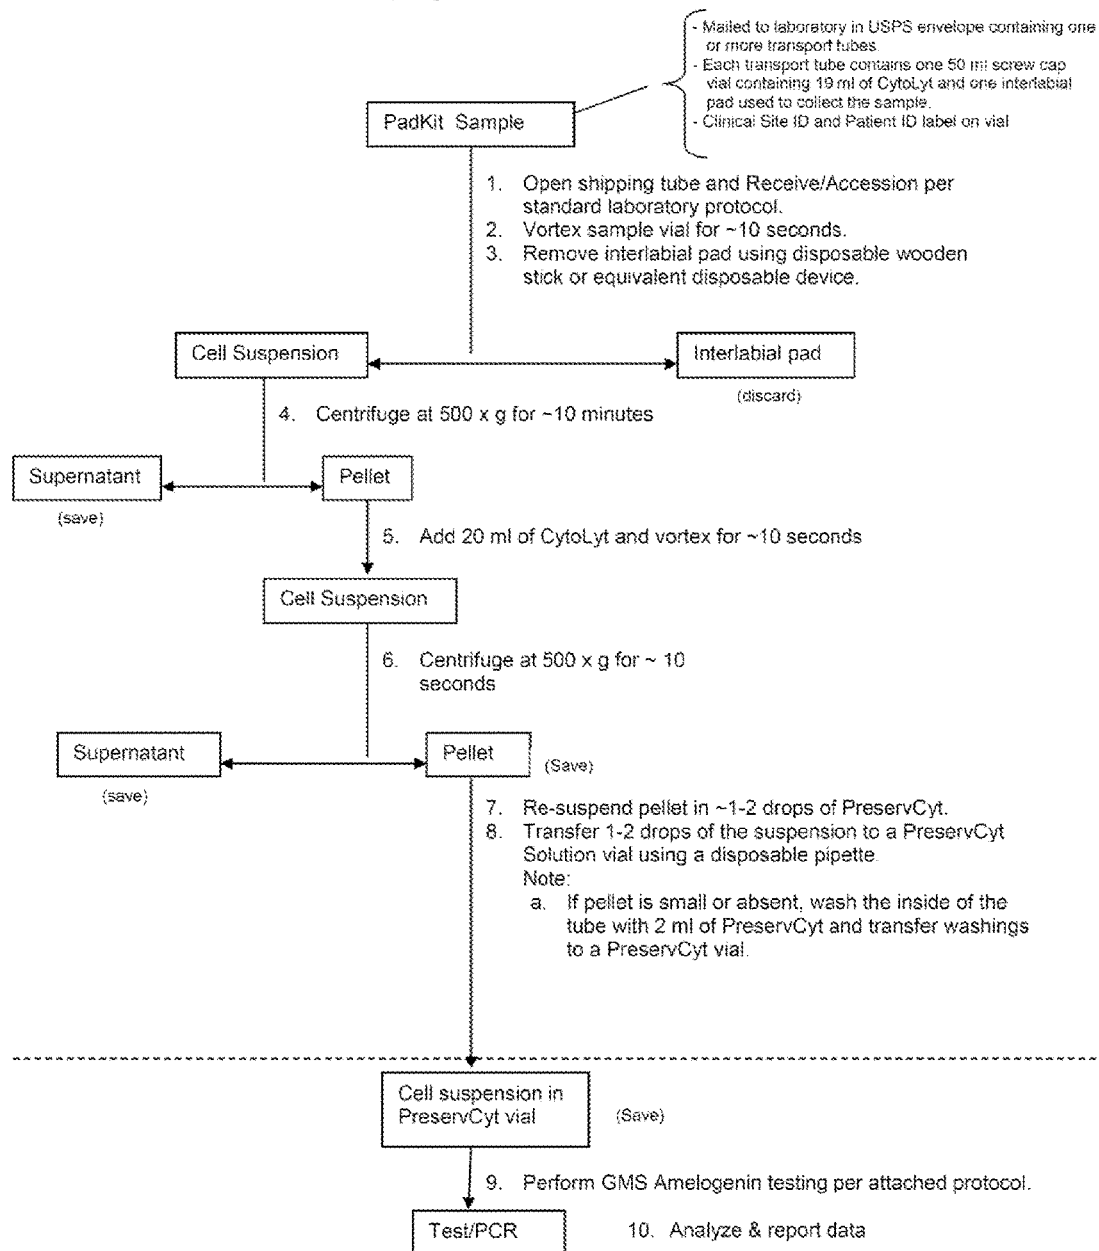 - Mailed to laboratory in USPS envelope containing one
or more transport tubes.
- Each transport tube contains one 50 ml screw cap
vial containing 19 ml of CytoLyt and one interlabial
pad used to collect the sample.
- Clinical Site ID and Patient ID label on vial
PadKit Sample
1. Open shipping tube and Receive/Accession per
standard laboratory protocol.
2. Vortex sample vial for ~10 seconds.
3. Remove interlabial pad using disposable wooden
stick or equivalent disposable device.
Cell Suspension
Interlabial pad
(discard)
4. Centrifuge at 500 x g for ~10 minutes
Supernatant
Pellet
(save)
5. Add 20 ml of CytoLyt and vortex for ~10 seconds
Cell Suspension
6. Centrifuge at 500 x g for ~ 10
seconds
Supernatant
Pellet
(Save)
(save)
7. Re-suspend pellet in ~1-2 drops of PreservCyt.
8. Transfer 1-2 drops of the suspension to a PreservCyt
Solution vial using a disposable pipette.
Note:
a. If pellet is small or absent, wash the inside of the
tube with 2 ml of PreservCyt and transfer washings
to a PreservCyt vial.
Cell suspension in
PreservCyt vial
(Save)
9. Perform GMS Amelogenin testing per attached protocol.
Test/PCR
10. Analyze & report data